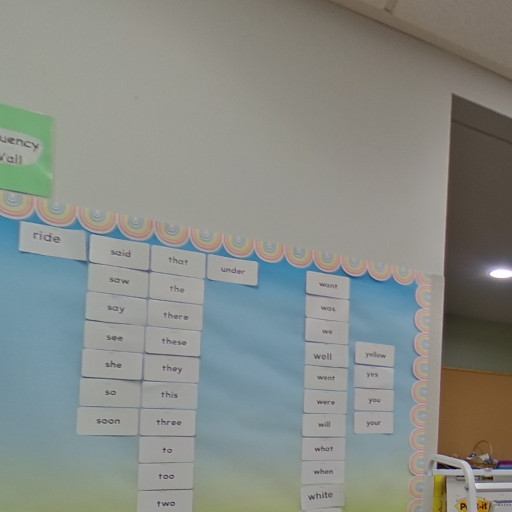 uency
Wall
ride
said
saw
say
see
she
so
soon
that
the
there
these
they
this
three
to
too
two
under
want
was
we
well
went
were
will
what
when
white
yellow
yes
you
your